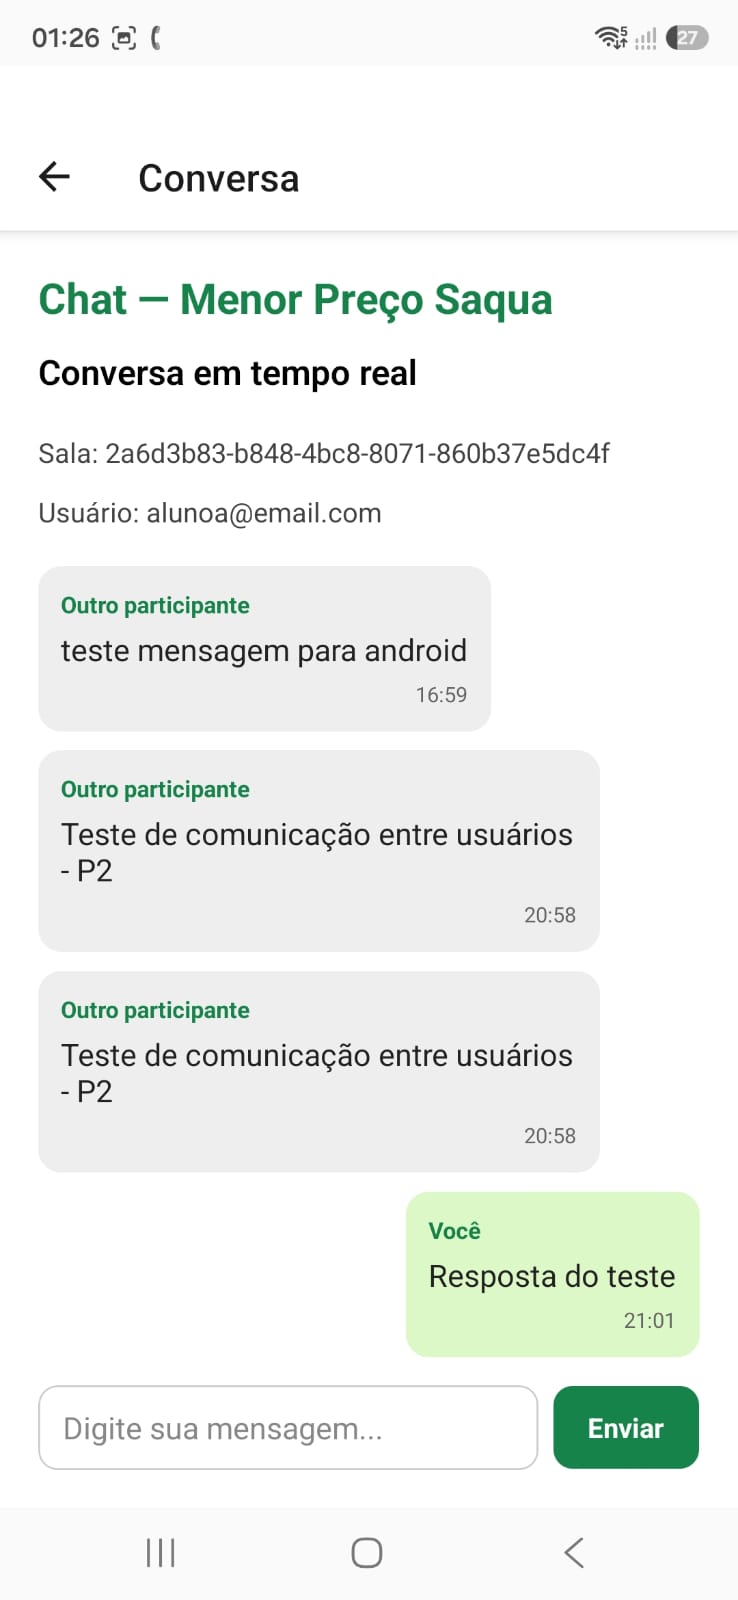 01:26
27
Conversa
Chat — Menor Preço Saqua
Conversa em tempo real
Sala: 2a6d3b83-b848-4bc8-8071-860b37e5dc4f
Usuário: alunoa@email.com
Outro participante
teste mensagem para android
16:59
Outro participante
Teste de comunicação entre usuários
- P2
20:58
Outro participante
Teste de comunicação entre usuários
- P2
20:58
Você
Resposta do teste
21:01
Digite sua mensagem...
Enviar